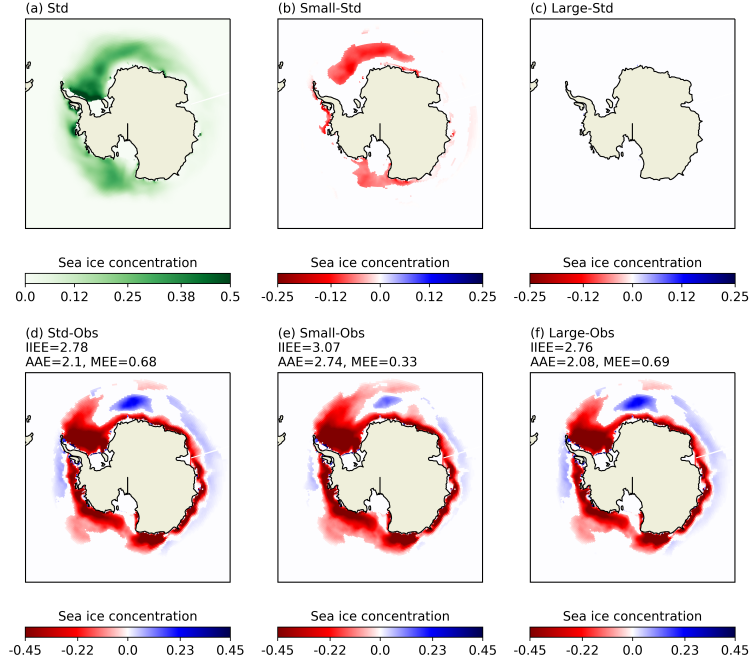 (a) Std
(b) Small-Std
(c) Large-Std
Sea ice concentration
0.0 0.12 0.25 0.38 0.5
Sea ice concentration
-0.25 -0.12 0.0 0.12 0.25
Sea ice concentration
-0.25 -0.12 0.0 0.12 0.25
(d) Std-Obs
IIEE=2.78
AAE=2.1, MEE=0.68
(e) Small-Obs
IIEE=3.07
AAE=2.74, MEE=0.33
(f) Large-Obs
IIEE=2.76
AAE=2.08, MEE=0.69
Sea ice concentration
-0.45 -0.22 0.0 0.23 0.45
Sea ice concentration
-0.45 -0.22 0.0 0.23 0.45
Sea ice concentration
-0.45 -0.22 0.0 0.23 0.45